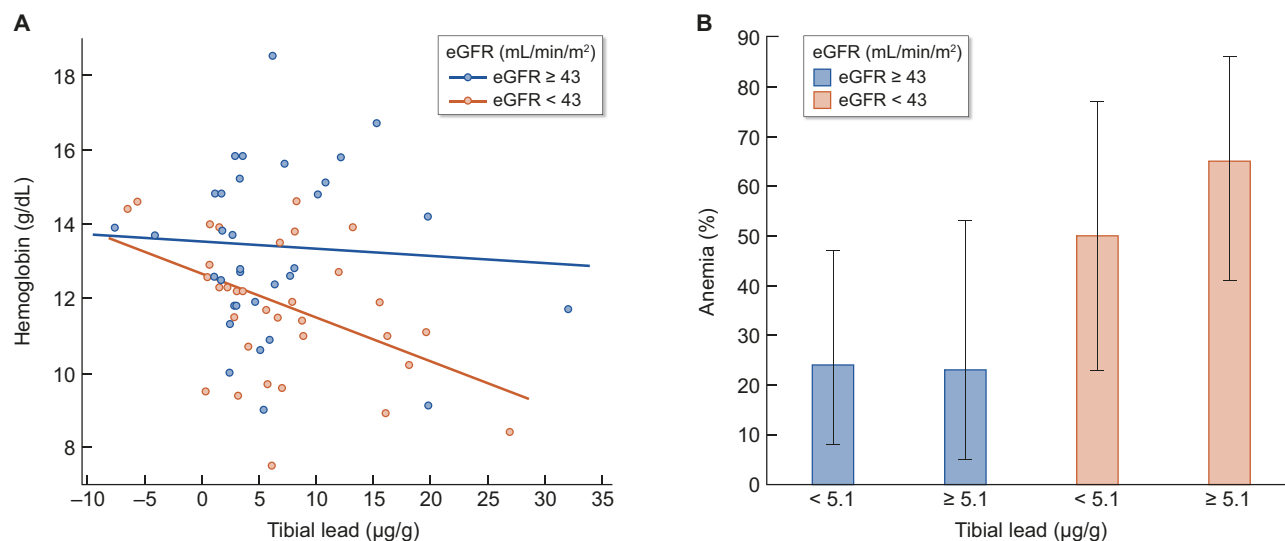 A
eGFR (mL/min/m²)
eGFR ≥ 43
eGFR < 43
Hemoglobin (g/dL)
18
16
14
12
10
8
–10 –5 0 5 10 15 20 25 30 35
Tibial lead (μg/g)
B
eGFR (mL/min/m²)
eGFR ≥ 43
eGFR < 43
Anemia (%)
90
80
70
60
50
40
30
20
10
0
< 5.1 ≥ 5.1 < 5.1 ≥ 5.1
Tibial lead (μg/g)